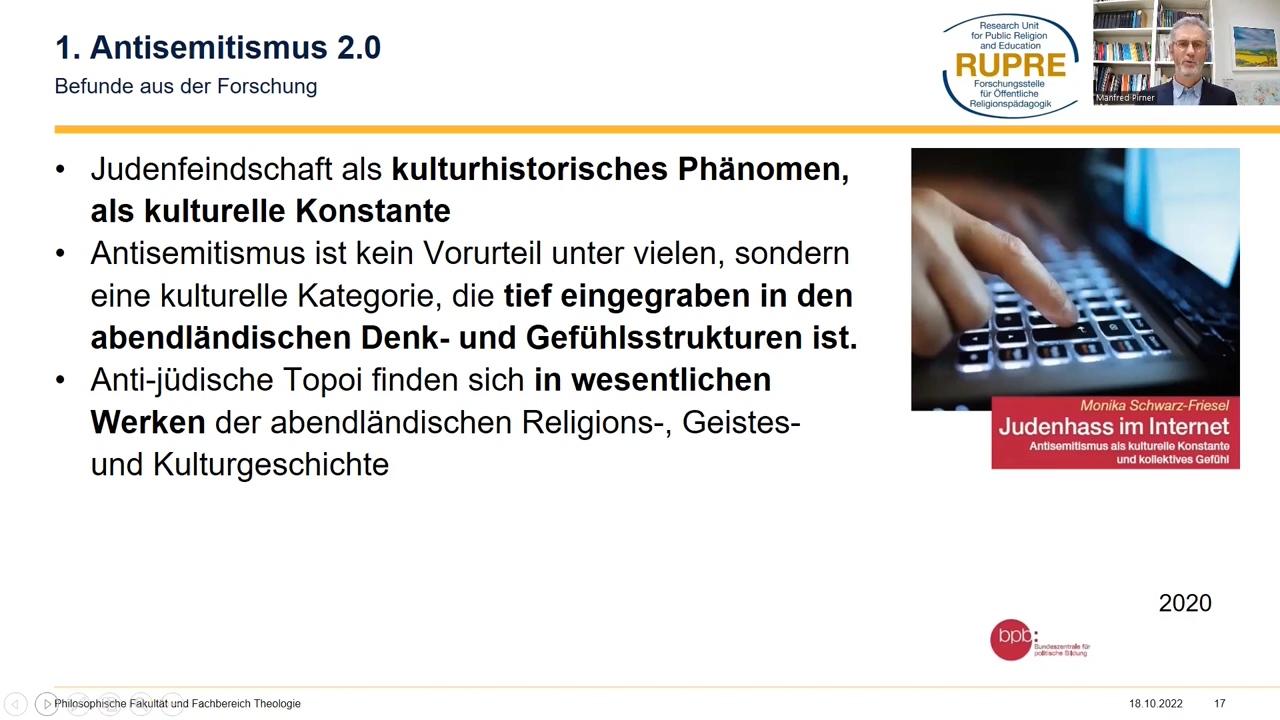 1. Antisemitismus 2.0
Befunde aus der Forschung
Research Unit
for Public Religion
and Education
RUPRE
Forschungsstelle
für Öffentliche
Religionspädagogik
Manfred Pirner
• Judenfeindschaft als kulturhistorisches Phänomen,
als kulturelle Konstante
• Antisemitismus ist kein Vorurteil unter vielen, sondern
eine kulturelle Kategorie, die tief eingegraben in den
abendländischen Denk- und Gefühlsstrukturen ist.
• Anti-jüdische Topoi finden sich in wesentlichen
Werken der abendländischen Religions-, Geistes-
und Kulturgeschichte
Monika Schwarz-Friesel
Judenhass im Internet
Antisemitismus als kulturelle Konstante
und kollektives Gefühl
2020
bpb:
Bundeszentrale für
politische Bildung
Philosophische Fakultät und Fachbereich Theologie
18.10.2022
17